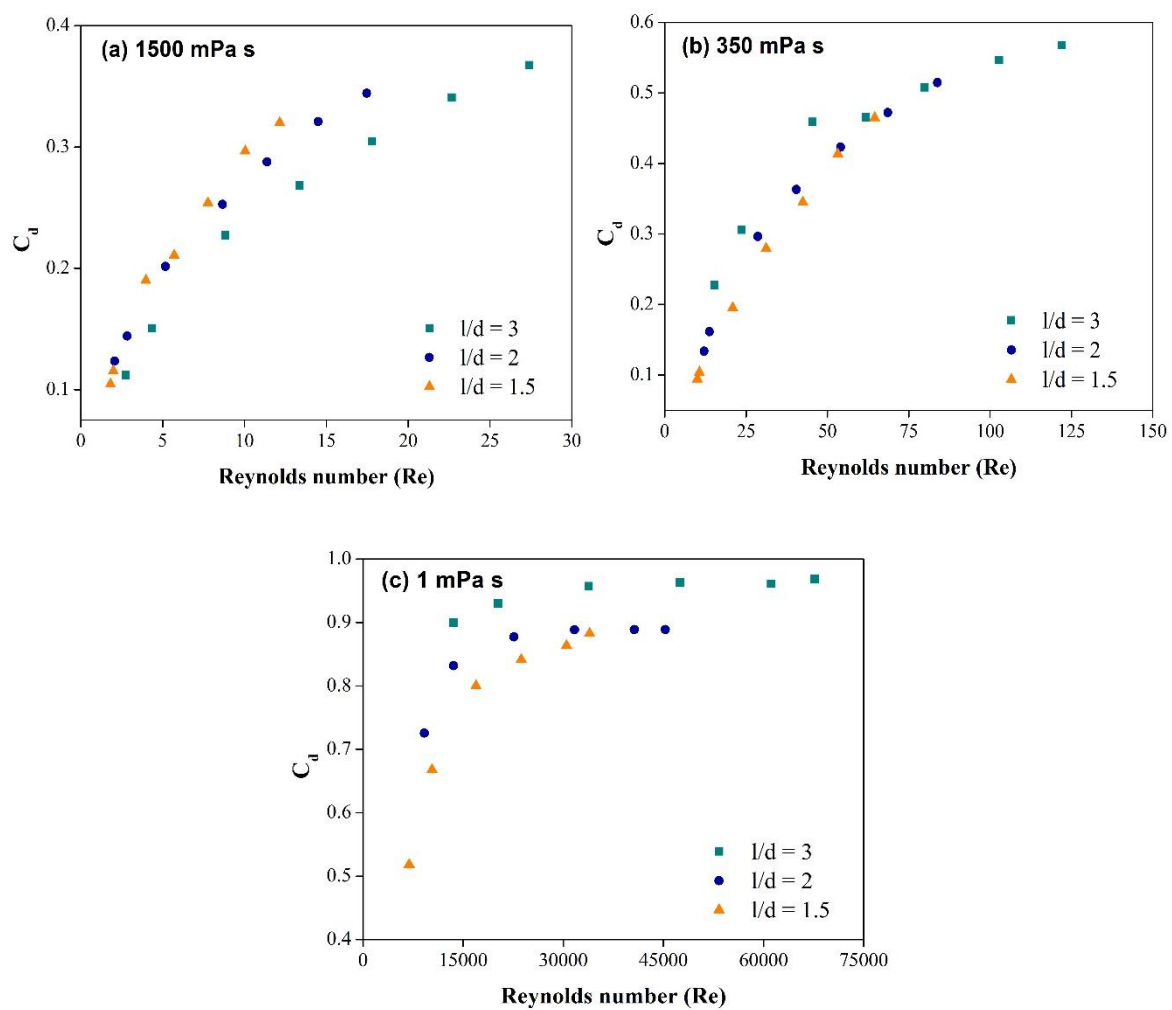 (a) 1500 mPa s
0.4
0.3
0.2
0.1
C_d
l/d = 3
l/d = 2
l/d = 1.5
0 5 10 15 20 25 30
Reynolds number (Re)
(b) 350 mPa s
0.6
0.5
0.4
0.3
0.2
0.1
C_d
l/d = 3
l/d = 2
l/d = 1.5
0 25 50 75 100 125 150
Reynolds number (Re)
(c) 1 mPa s
1.0
0.9
0.8
0.7
0.6
0.5
0.4
C_d
l/d = 3
l/d = 2
l/d = 1.5
0 15000 30000 45000 60000 75000
Reynolds number (Re)